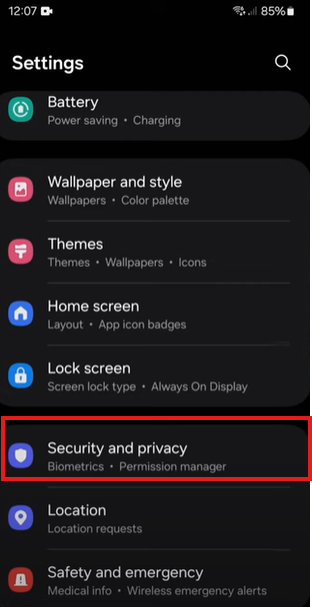 12:07 85%
Settings
Battery
Power saving • Charging
Wallpaper and style
Wallpapers • Color palette
Themes
Themes • Wallpapers • Icons
Home screen
Layout • App icon badges
Lock screen
Screen lock type • Always On Display
Security and privacy
Biometrics • Permission manager
Location
Location requests
Safety and emergency
Medical info • Wireless emergency alerts